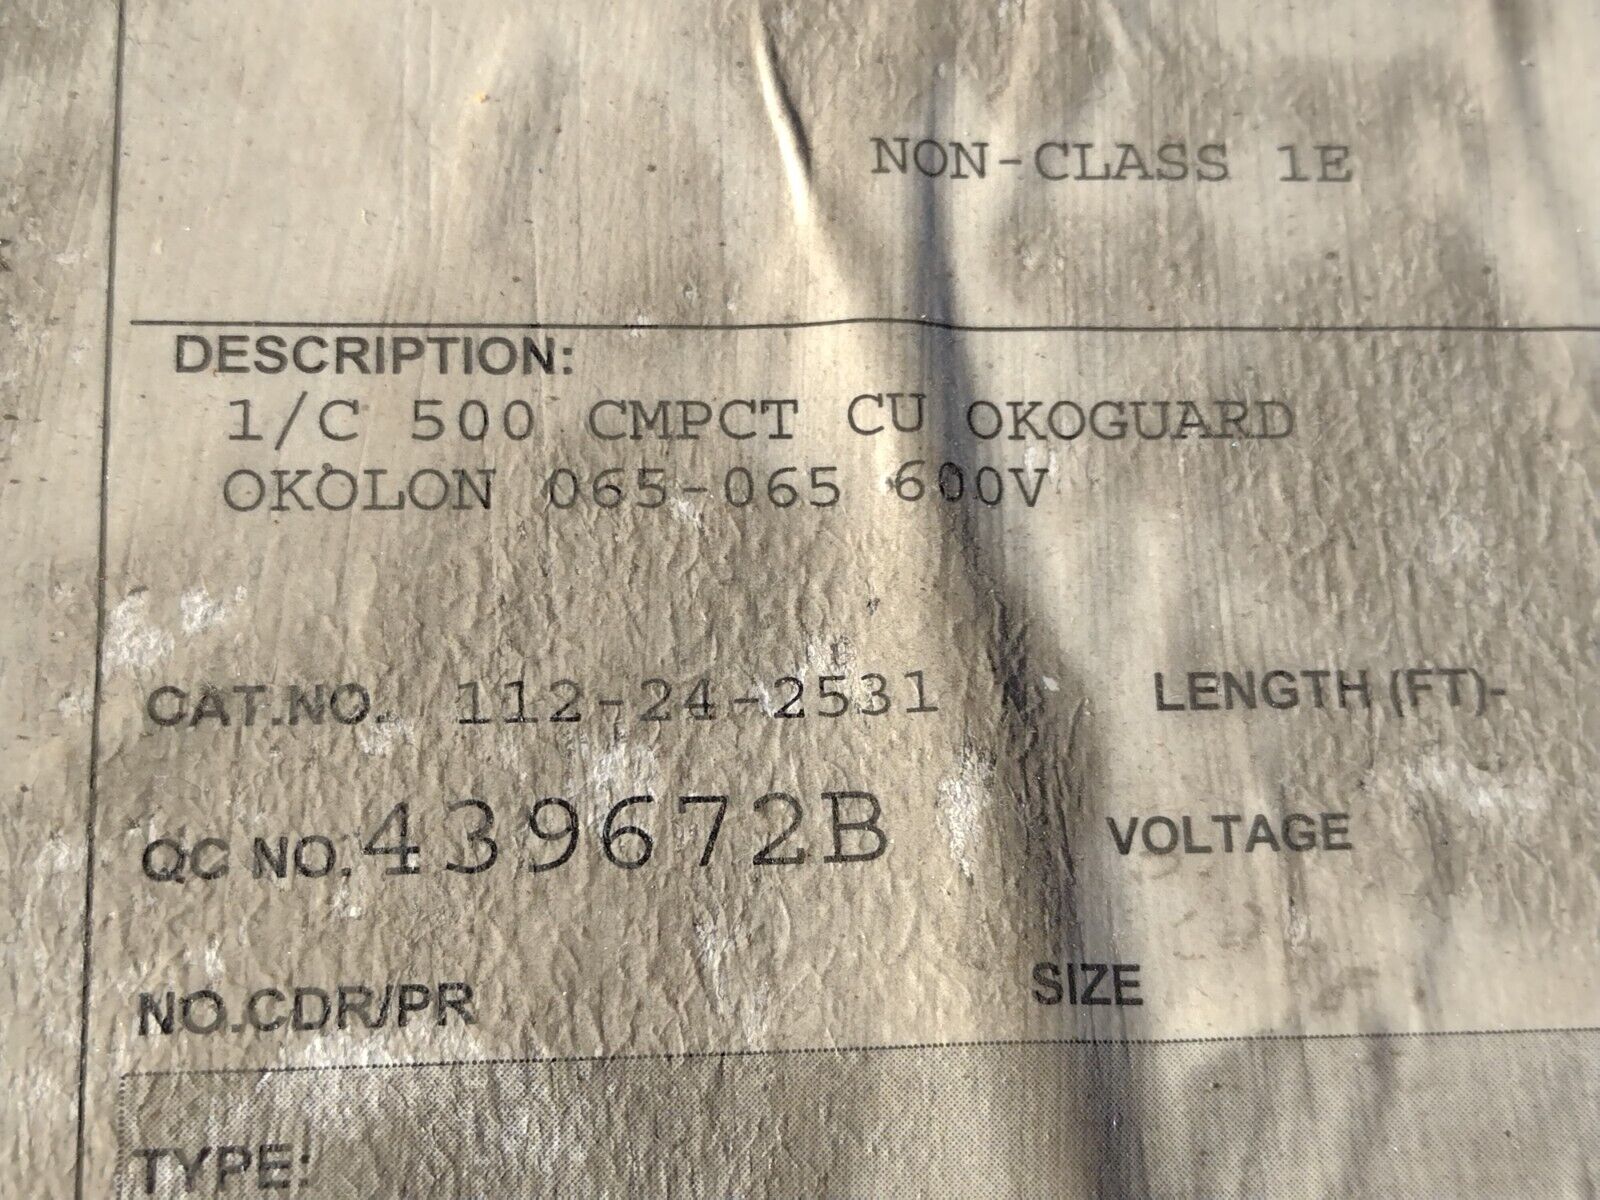 NON-CLASS 1E
DESCRIPTION:
1/C 500 CMPCT CU OKOGUARD
OKOLON 065-065 600V
CAT.NO. 112-24-2531 LENGTH (FT)-
QC NO. 439672B VOLTAGE
NO.CDR/PR SIZE
TYPE: